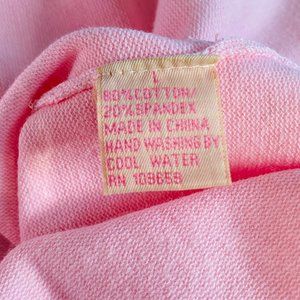 L
80%COTTON/
20%SPANDEX
MADE IN CHINA
HAND WASHING BY
COOL WATER
RN 108658